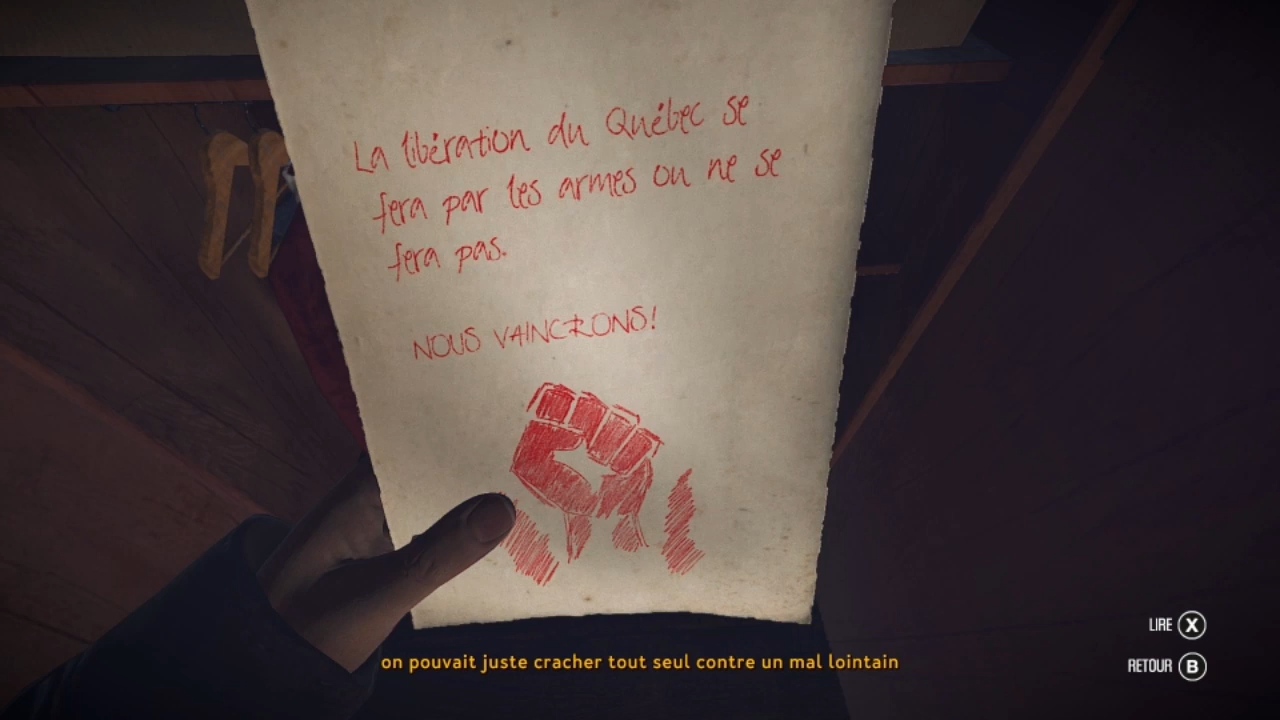 La libération du Québec se
fera par les armes ou ne se
fera pas.
NOUS VAINCRONS!
on pouvait juste cracher tout seul contre un mal lointain
LIRE X
RETOUR B